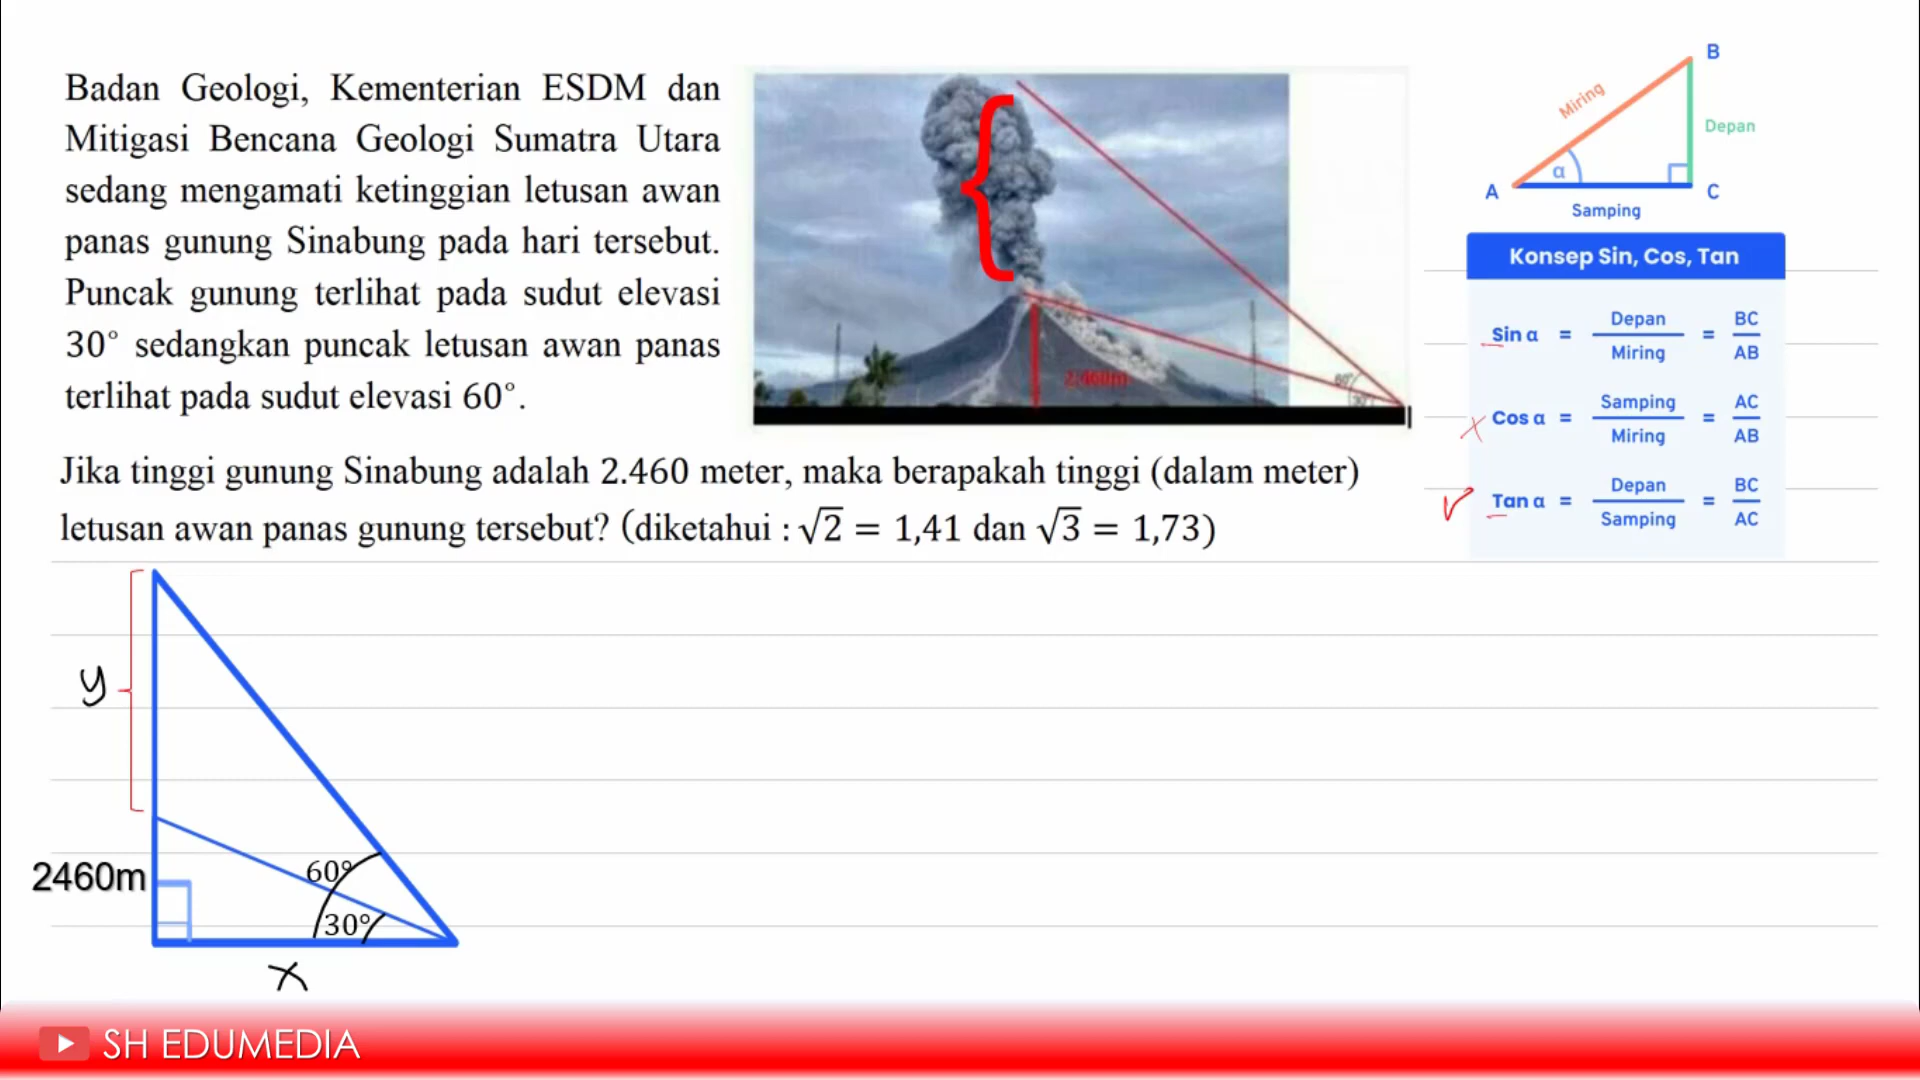 Badan Geologi, Kementerian ESDM dan
Mitigasi Bencana Geologi Sumatra Utara
sedang mengamati ketinggian letusan awan
panas gunung Sinabung pada hari tersebut.
Puncak gunung terlihat pada sudut elevasi
30° sedangkan puncak letusan awan panas
terlihat pada sudut elevasi 60°.
2.460m
60°
30°
Jika tinggi gunung Sinabung adalah 2.460 meter, maka berapakah tinggi (dalam meter)
letusan awan panas gunung tersebut? (diketahui : √2 = 1,41 dan √3 = 1,73)
B
Miring
Depan
α
A
C
Samping
Konsep Sin, Cos, Tan
Sin α = Depan / Miring = BC / AB
x Cos α = Samping / Miring = AC / AB
Tan α = Depan / Samping = BC / AC
y
2460m
60°
30°
x
SH EDUMEDIA